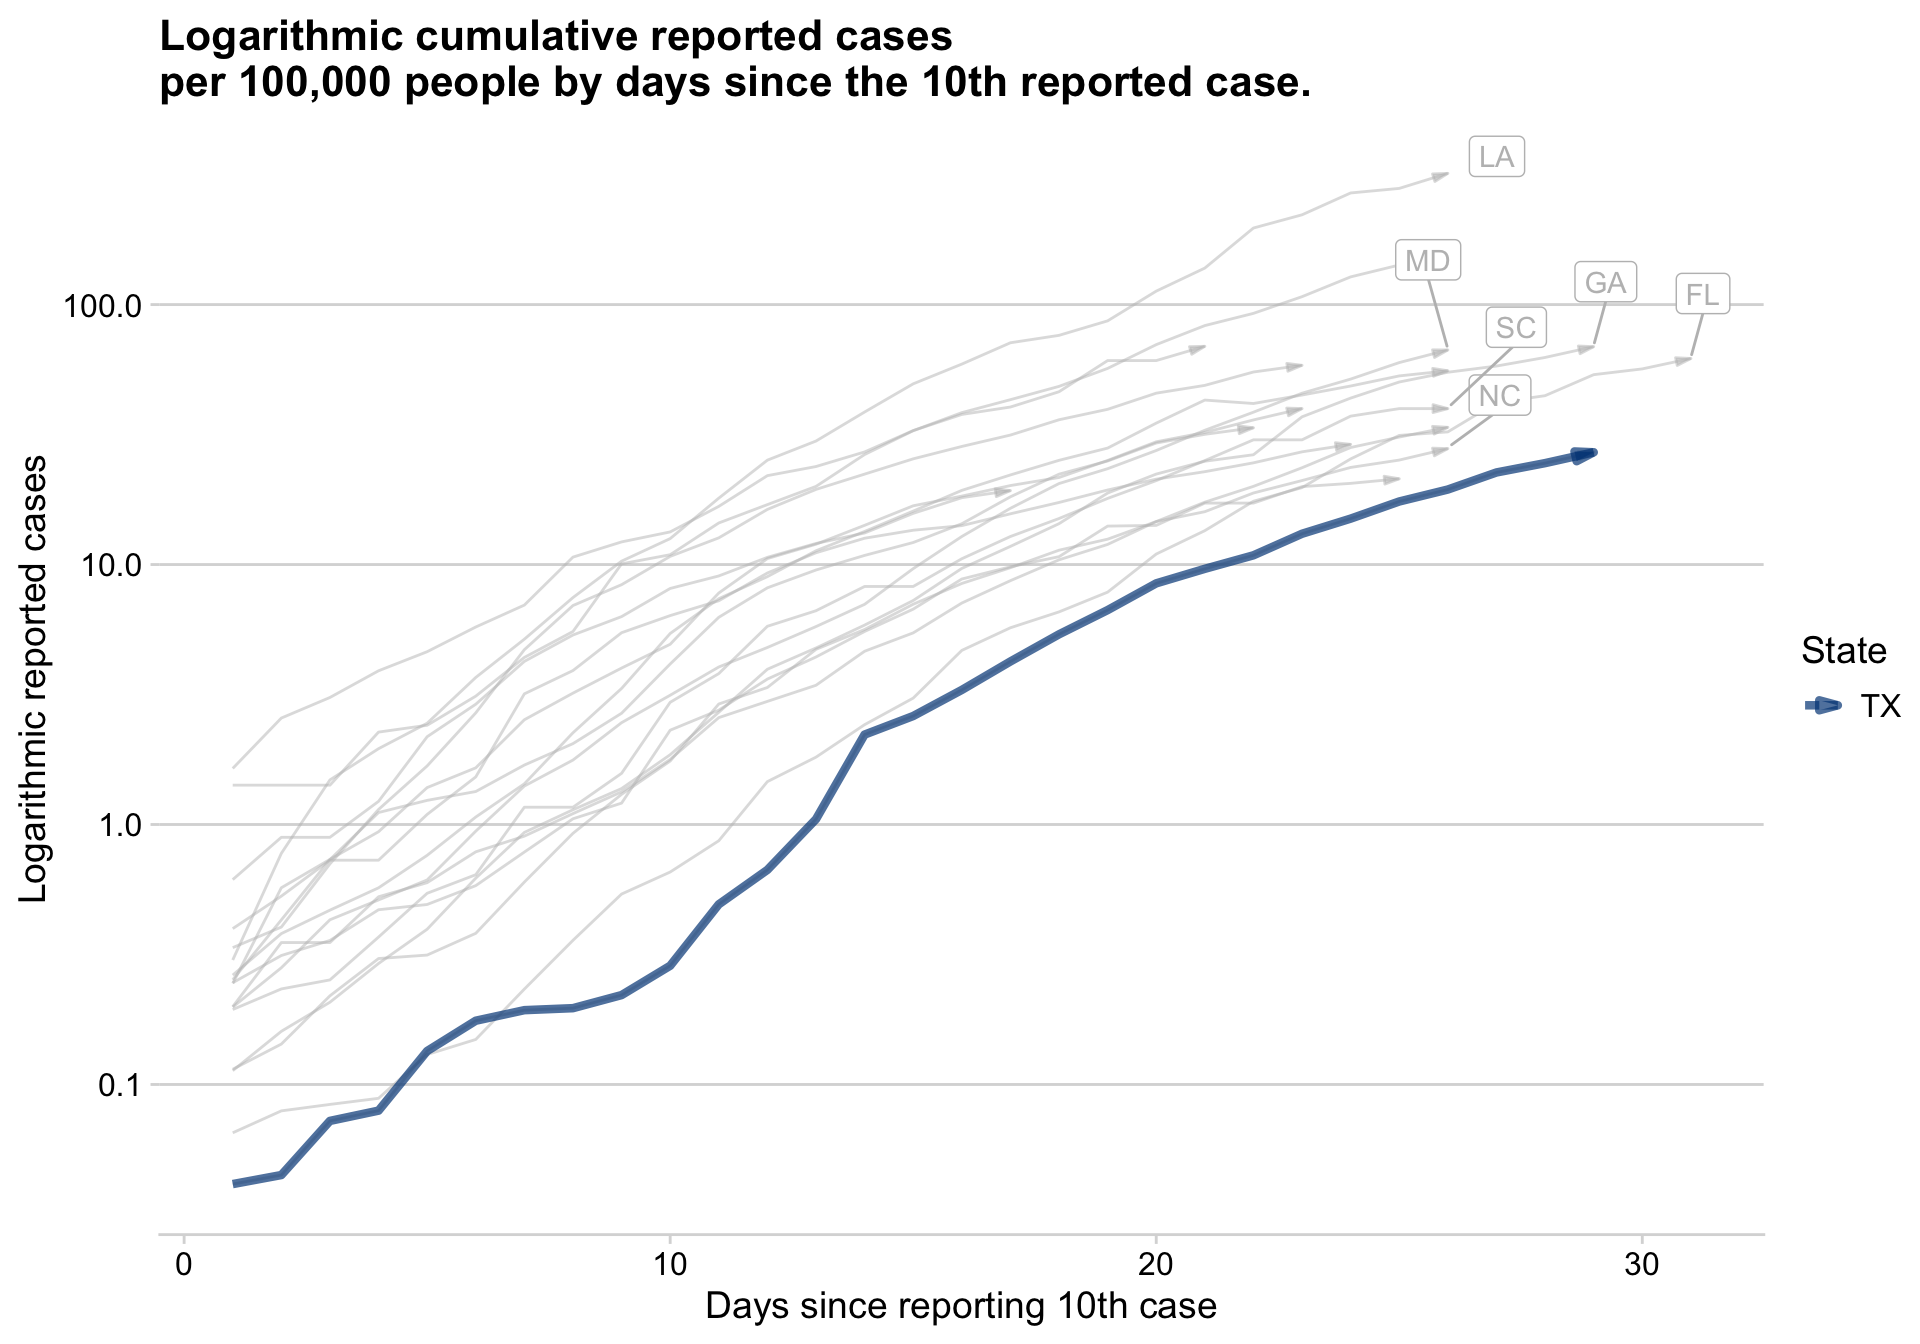 Logarithmic cumulative reported cases
per 100,000 people by days since the 10th reported case.
LA
MD
GA
FL
SC
NC
100.0
10.0
1.0
0.1
Logarithmic reported cases
State
TX
0
10
20
30
Days since reporting 10th case